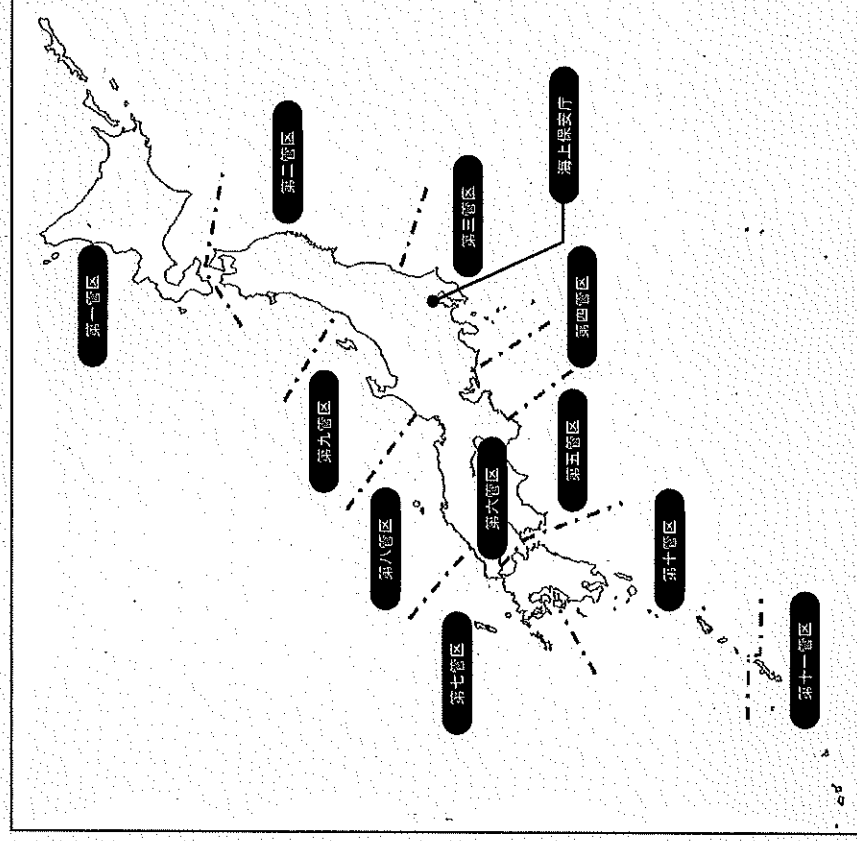 第一管区
第二管区
第三管区
海上保安庁
第四管区
第九管区
第五管区
第六管区
第八管区
第十管区
第七管区
第十一管区